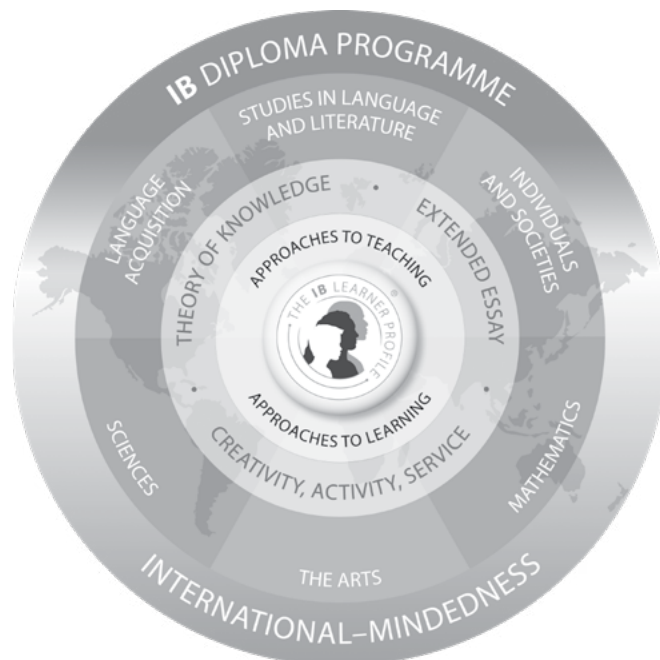 IB DIPLOMA PROGRAMME
STUDIES IN LANGUAGE
AND LITERATURE
LANGUAGE
ACQUISITION
INDIVIDUALS
AND SOCIETIES
THEORY OF KNOWLEDGE
EXTENDED ESSAY
APPROACHES TO TEACHING
THE IB LEARNER PROFILE
®
APPROACHES TO LEARNING
CREATIVITY, ACTIVITY, SERVICE
SCIENCES
MATHEMATICS
THE ARTS
INTERNATIONAL–MINDEDNESS